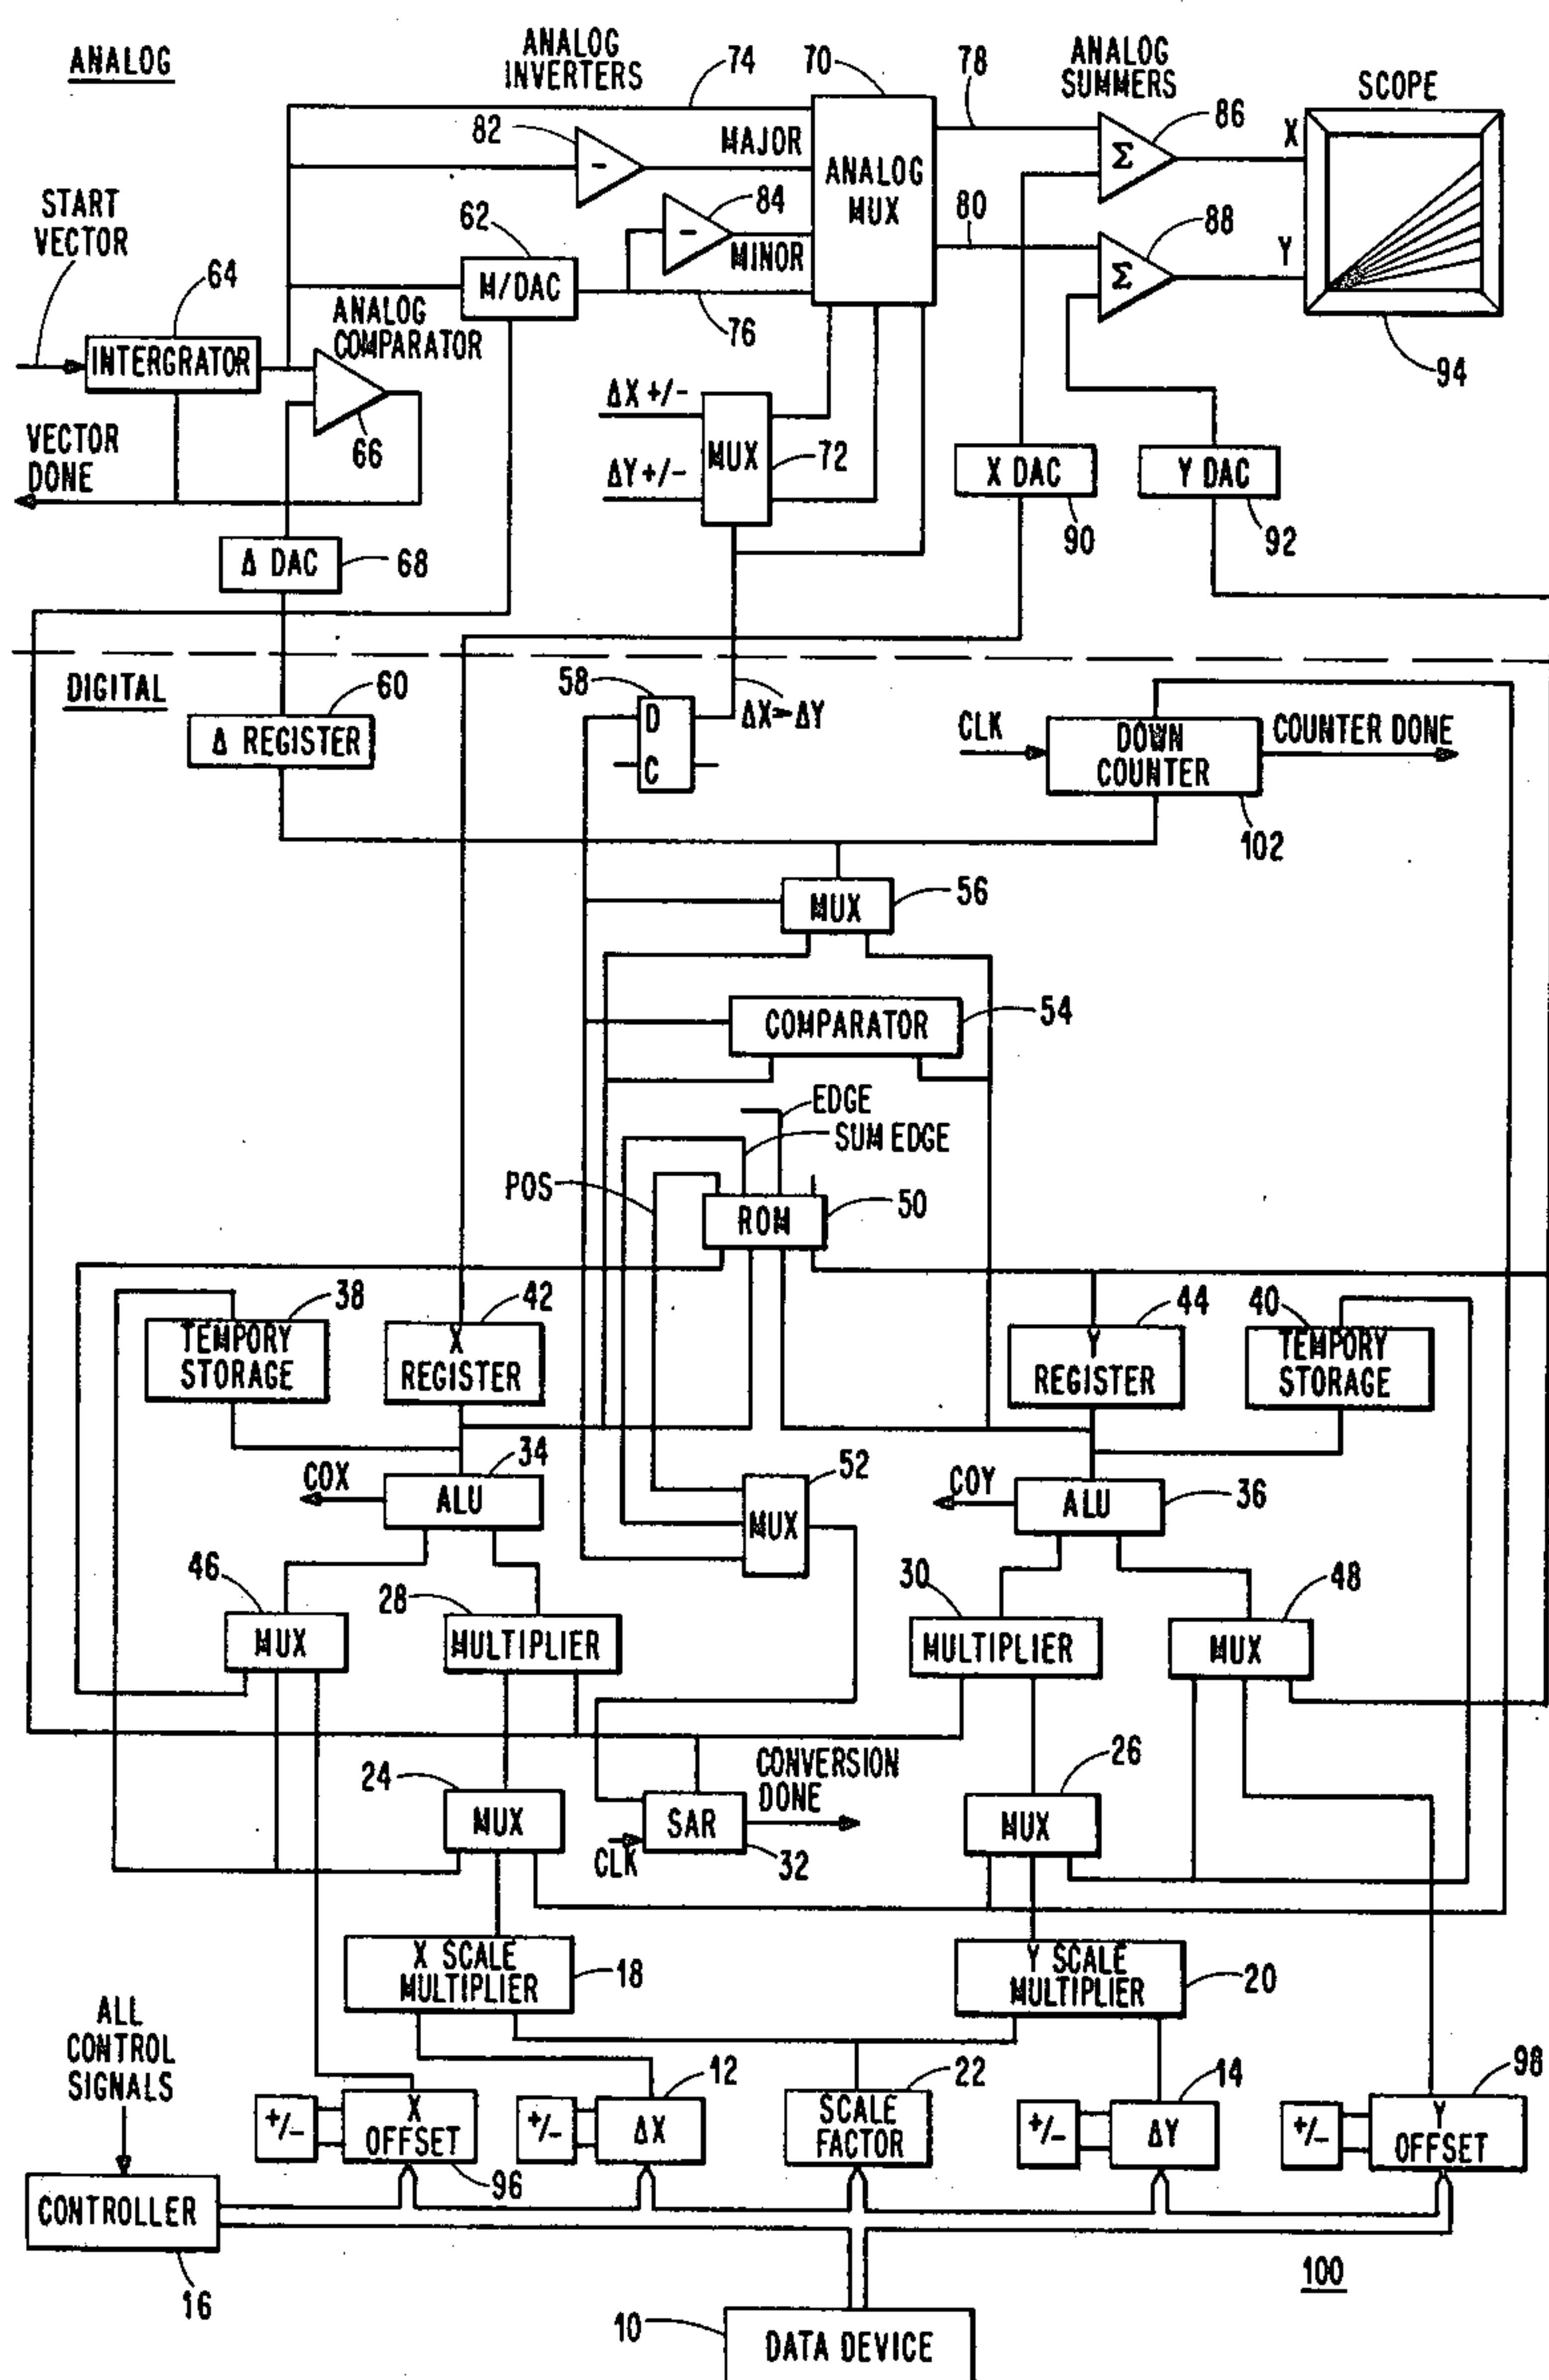 ANALOG
ANALOG
INVERTERS
74
70
78
ANALOG
SUMMERS
SCOPE
82
MAJOR
86
X
START
VECTOR
62
84
ANALOG
MUX
80
88
Y
Σ
Σ
-
-
MINOR
64
M/DAC
76
ANALOG
COMPARATOR
INTERGRATOR
94
VECTOR
DONE
66
ΔX +/-
MUX
72
ΔY +/-
X DAC
Y DAC
90
92
Δ DAC
68
DIGITAL
60
Δ REGISTER
58
D
C
ΔX>ΔY
CLK
DOWN
COUNTER
COUNTER DONE
102
MUX
56
COMPARATOR
54
EDGE
SUM EDGE
POS
ROM
50
38
TEMPORY
STORAGE
42
X
REGISTER
44
Y
REGISTER
40
TEMPORY
STORAGE
COX
34
ALU
52
MUX
COY
ALU
36
46
MUX
28
MULTIPLIER
30
MULTIPLIER
48
MUX
24
MUX
CONVERSION
DONE
26
MUX
SAR
CLK
32
X SCALE
MULTIPLIER
18
Y SCALE
MULTIPLIER
20
ALL
CONTROL
SIGNALS
+/-
X
OFFSET
96
+/-
12
ΔX
22
SCALE
FACTOR
+/-
14
ΔY
+/-
98
Y
OFFSET
CONTROLLER
16
100
10
DATA DEVICE